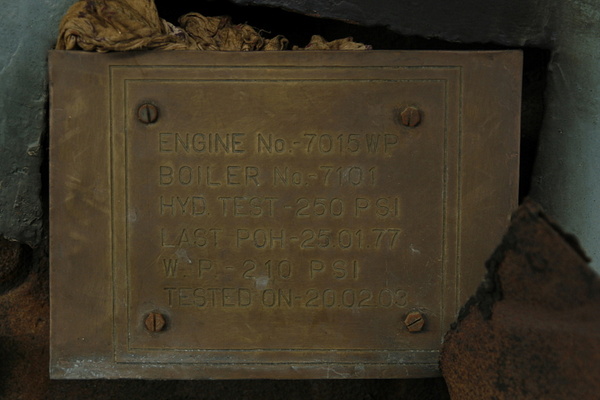 ENGINE No.-7015WP
BOILER No.-7101
HYD. TEST-250 PSI
LAST POH-25.01.77
W. P.-210 PSI
TESTED ON-20.02.03